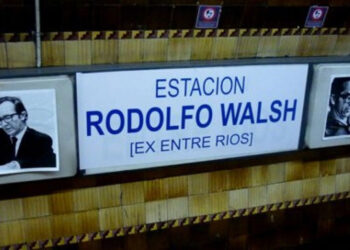 ESTACION
RODOLFO WALSH
[EX ENTRE RIOS]